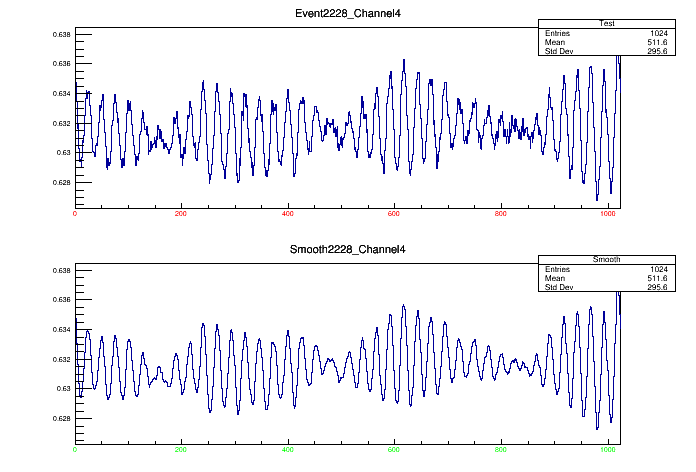 Event2228_Channel4
Test
Entries 1024
Mean 511.6
Std Dev 295.6
0.638
0.636
0.634
0.632
0.63
0.628
0 200 400 600 800 1000
Smooth2228_Channel4
Smooth
Entries 1024
Mean 511.6
Std Dev 295.6
0.638
0.636
0.634
0.632
0.63
0.628
0 200 400 600 800 1000